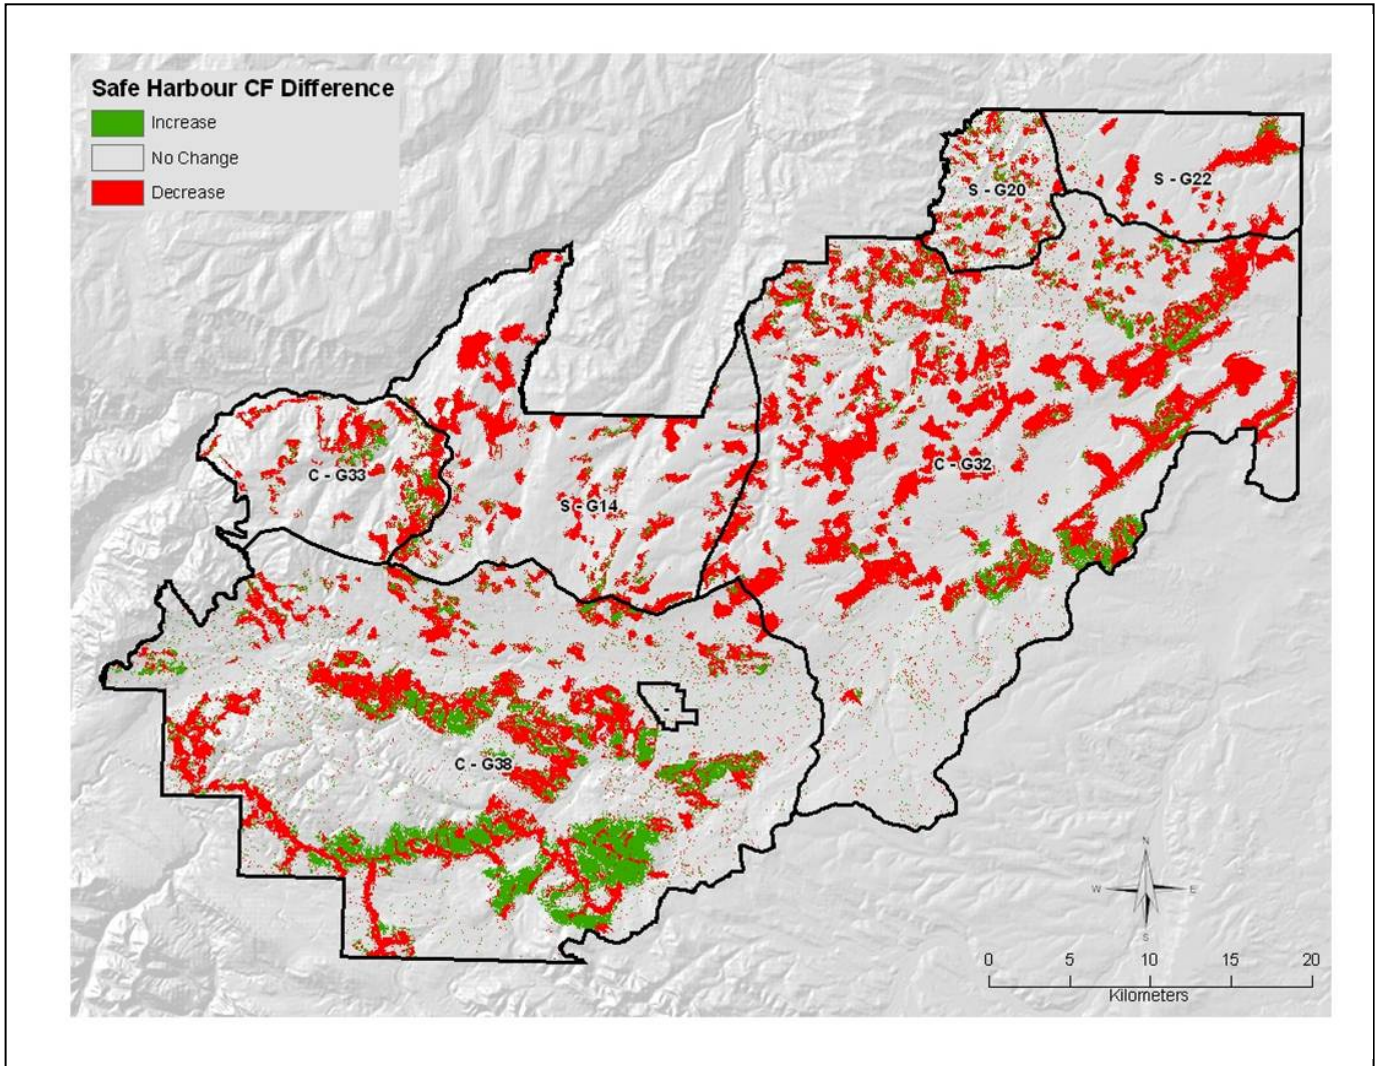 Safe Harbour CF Difference
Increase
No Change
Decrease
S - G20
S - G22
C - G33
C - G32
S - G14
-
C - G38
N
W
E
S
0 5 10 15 20
Kilometers